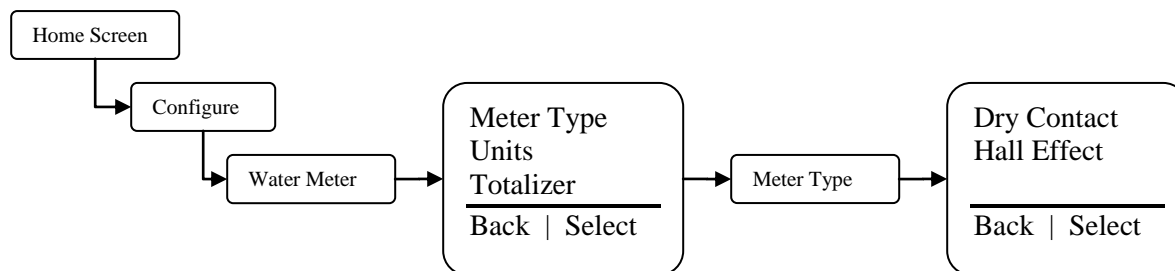 Home Screen
Configure
Water Meter
Meter Type
Units
Totalizer
Back | Select
Meter Type
Dry Contact
Hall Effect
Back | Select